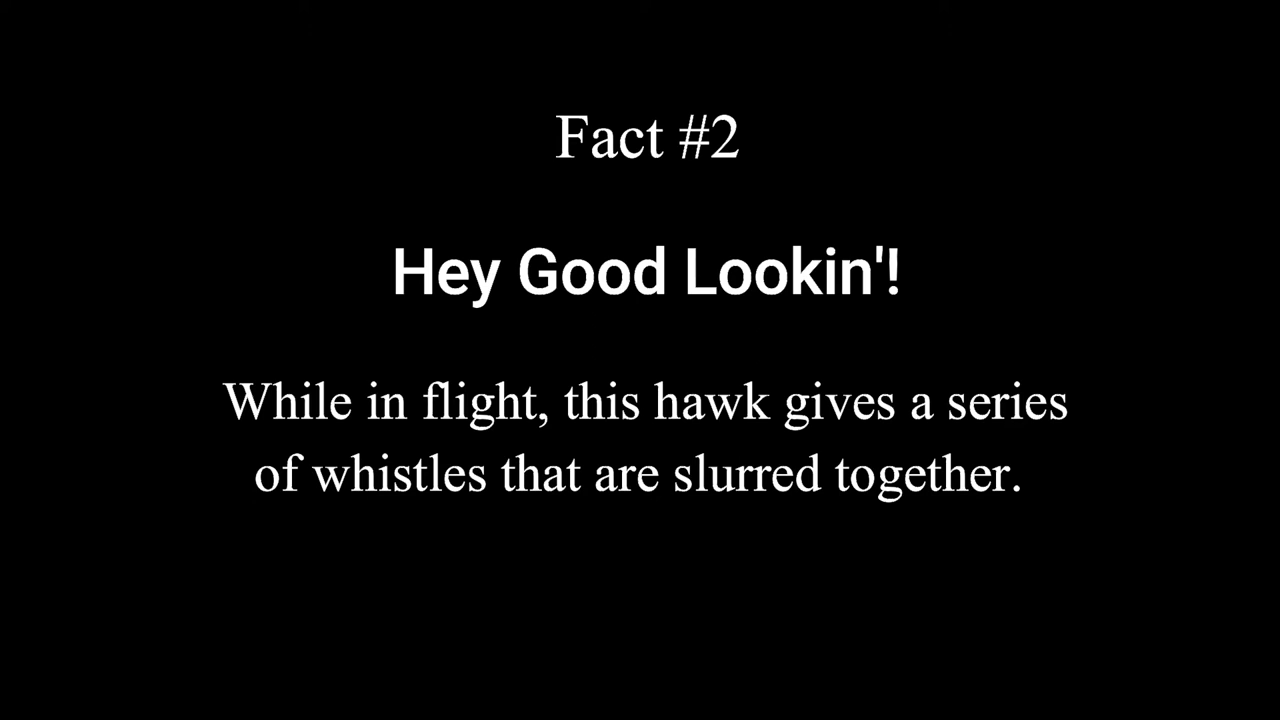 Fact #2
Hey Good Lookin'!
While in flight, this hawk gives a series
of whistles that are slurred together.